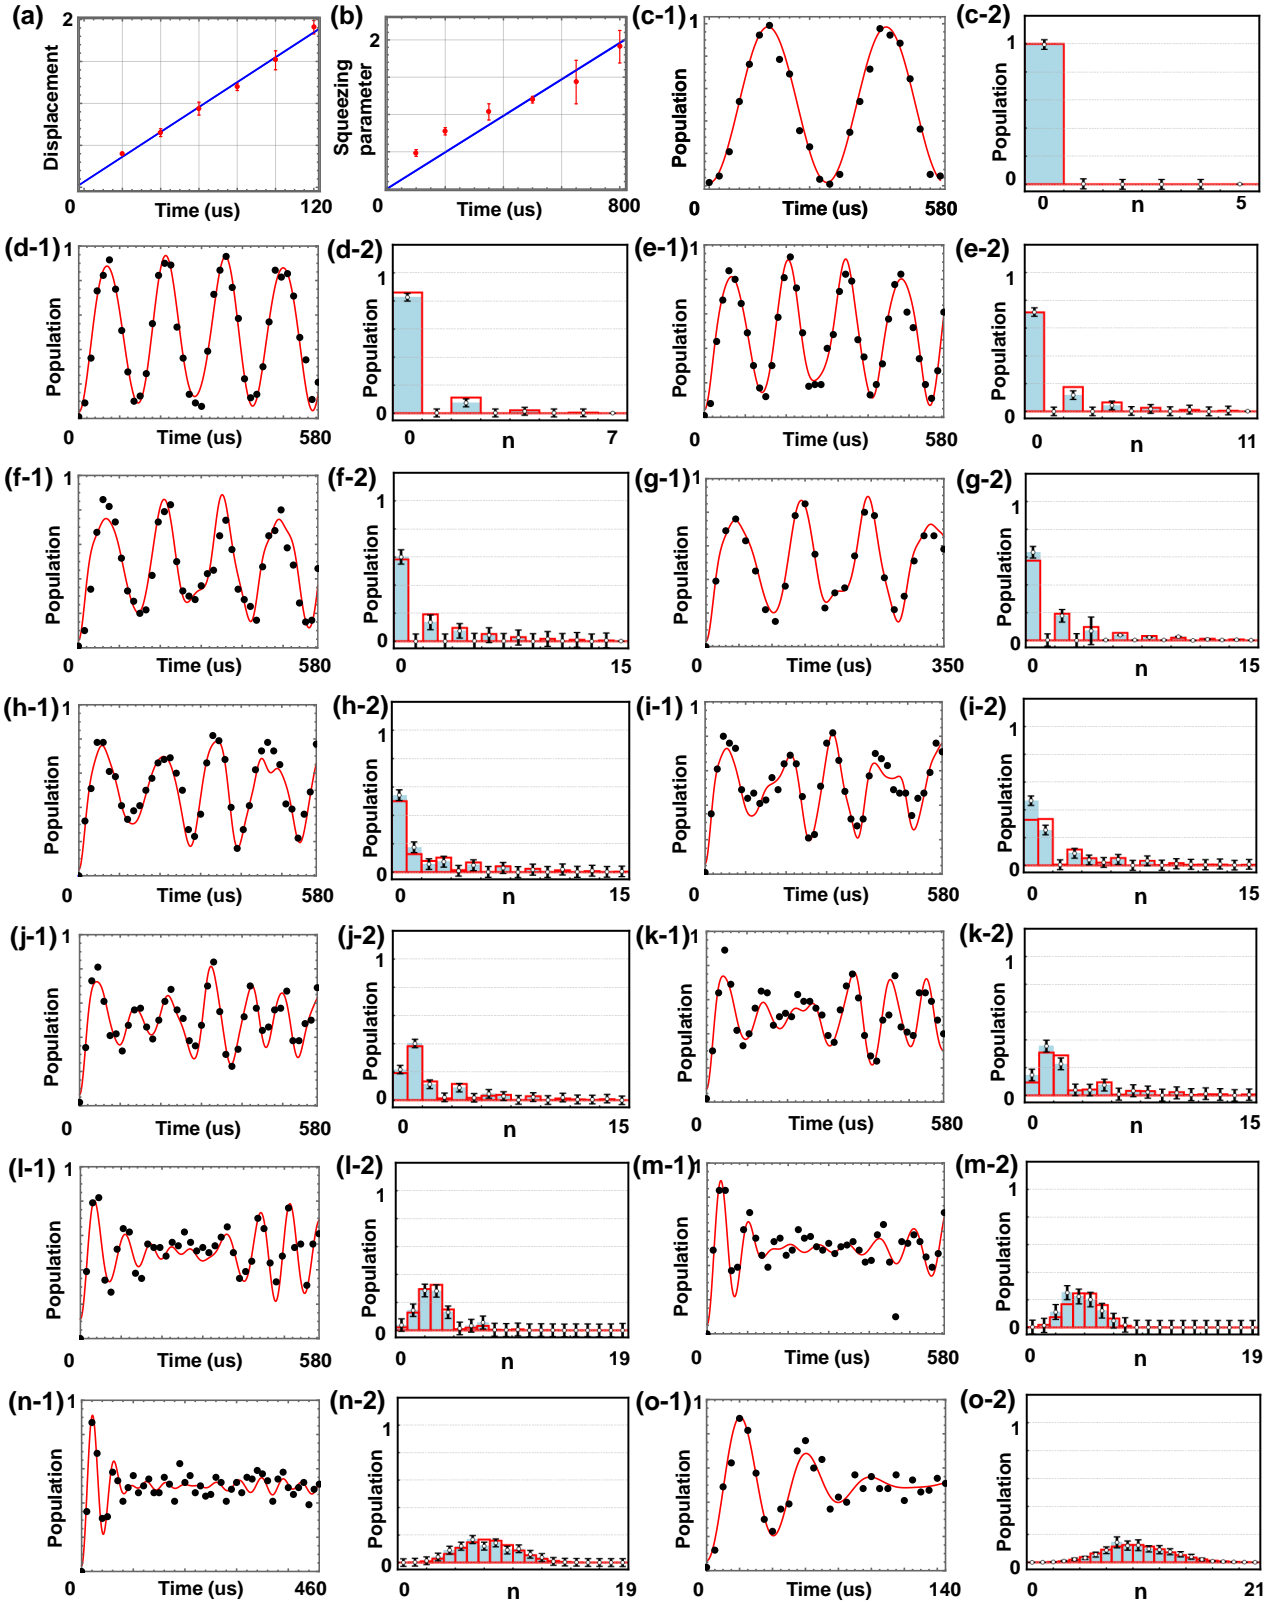 (a) 2 Displacement 0 Time (us) 120
(b) 2 Squeezing parameter 0 Time (us) 800
(c-1) 1 Population 0 0 Time (us) 580
(c-2) 1 Population 0 0 n 5
(d-1) 1 Population 0 Time (us) 580
(d-2) 1 Population 0 0 n 7
(e-1) 1 Population 0 Time (us) 580
(e-2) 1 Population 0 0 n 11
(f-1) 1 Population 0 Time (us) 580
(f-2) 1 Population 0 0 n 15
(g-1) 1 Population 0 Time (us) 350
(g-2) 1 Population 0 0 n 15
(h-1) 1 Population 0 Time (us) 580
(h-2) 1 Population 0 0 n 15
(i-1) 1 Population 0 Time (us) 580
(i-2) 1 Population 0 0 n 15
(j-1) 1 Population 0 Time (us) 580
(j-2) 1 Population 0 0 n 15
(k-1) 1 Population 0 Time (us) 580
(k-2) 1 Population 0 0 n 15
(l-1) 1 Population 0 Time (us) 580
(l-2) 1 Population 0 0 n 19
(m-1) 1 Population 0 Time (us) 580
(m-2) 1 Population 0 0 n 19
(n-1) 1 Population 0 Time (us) 460
(n-2) 1 Population 0 0 n 19
(o-1) 1 Population 0 Time (us) 140
(o-2) 1 Population 0 0 n 21